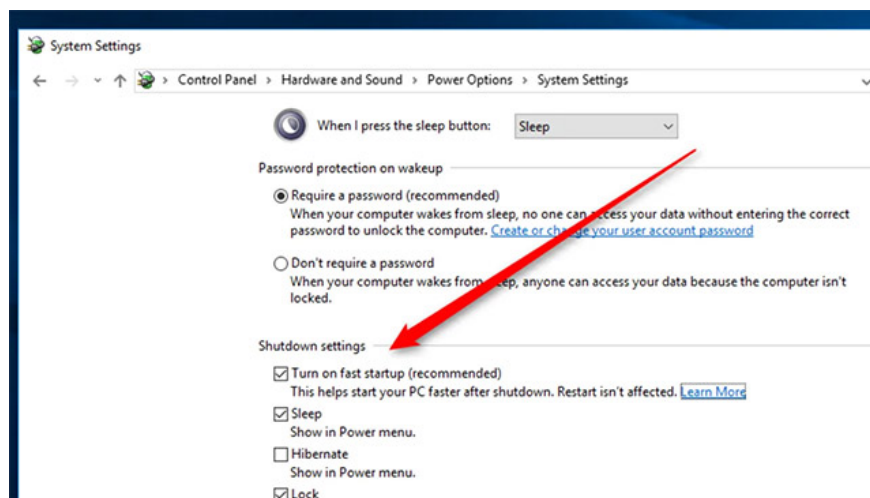 System Settings
Control Panel > Hardware and Sound > Power Options > System Settings
When I press the sleep button: Sleep
Password protection on wakeup
Require a password (recommended)
When your computer wakes from sleep, no one can access your data without entering the correct
password to unlock the computer. Create or change your user account password
Don't require a password
When your computer wakes from sleep, anyone can access your data because the computer isn't
locked.
Shutdown settings
Turn on fast startup (recommended)
This helps start your PC faster after shutdown. Restart isn't affected. Learn More
Sleep
Show in Power menu.
Hibernate
Show in Power menu.
Lock